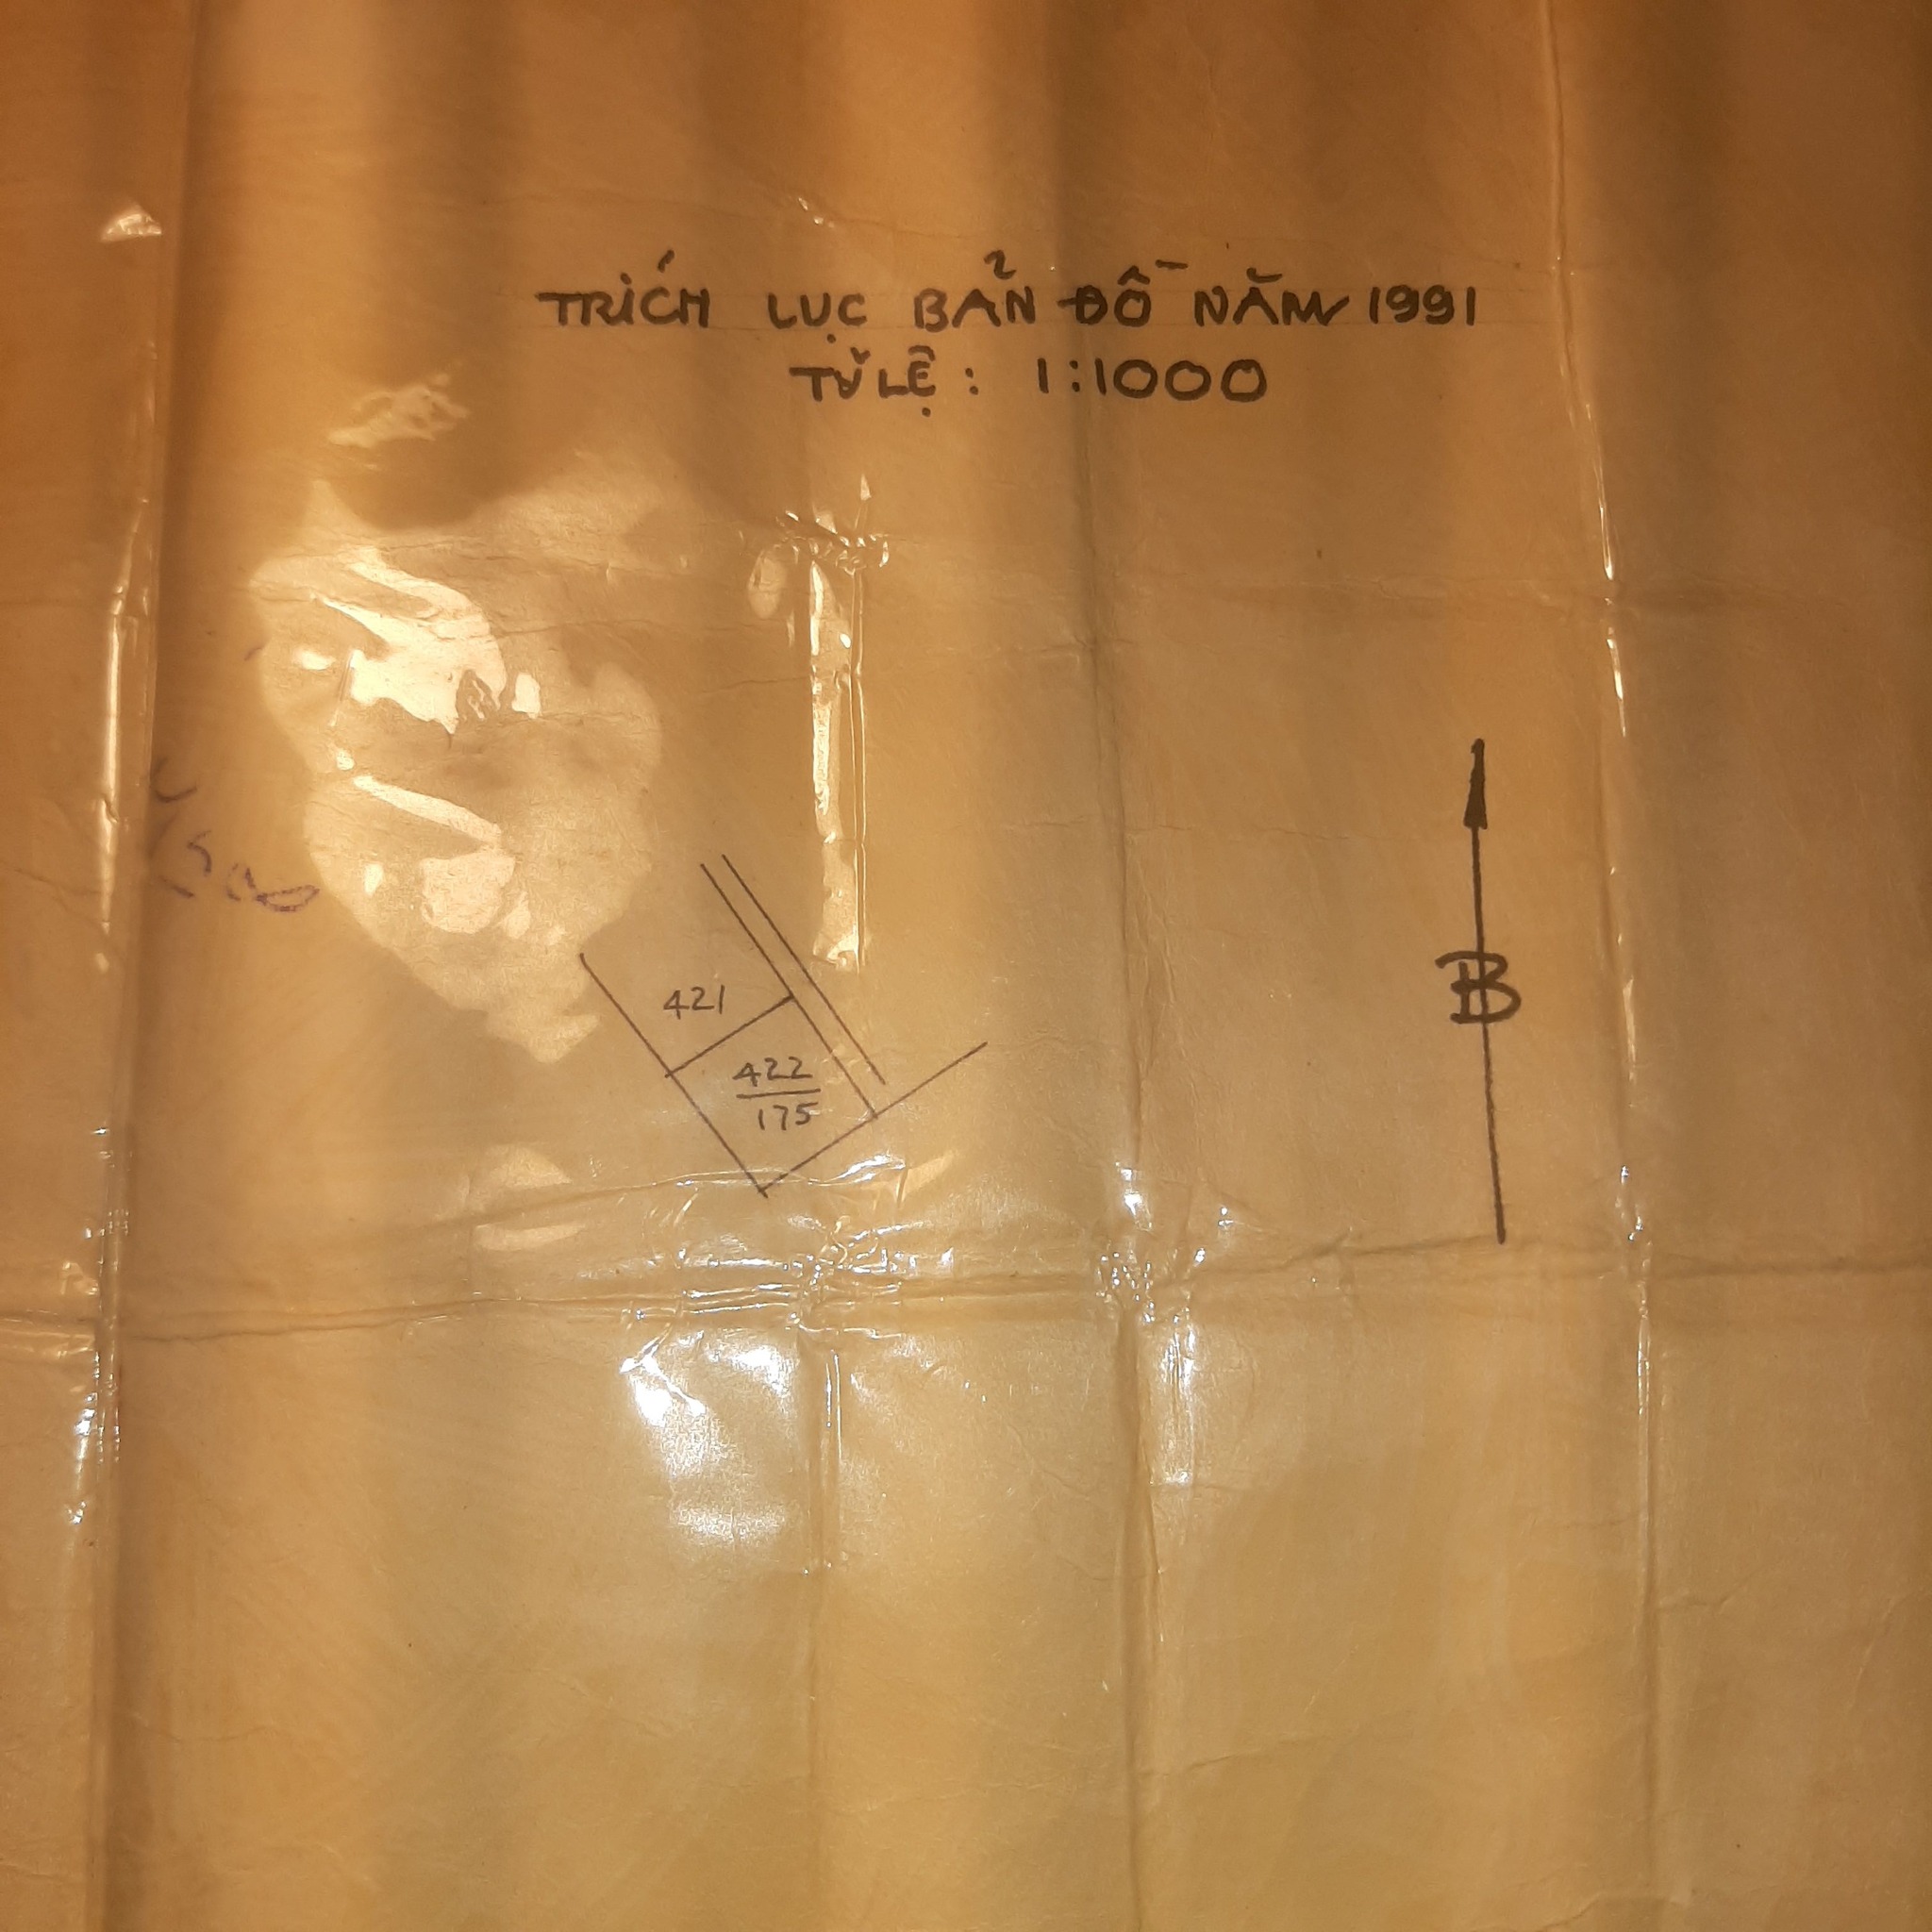 TRÍCH LỤC BẢN ĐỒ NĂM 1991
TỶ LỆ: 1:1000
B
421
422
175